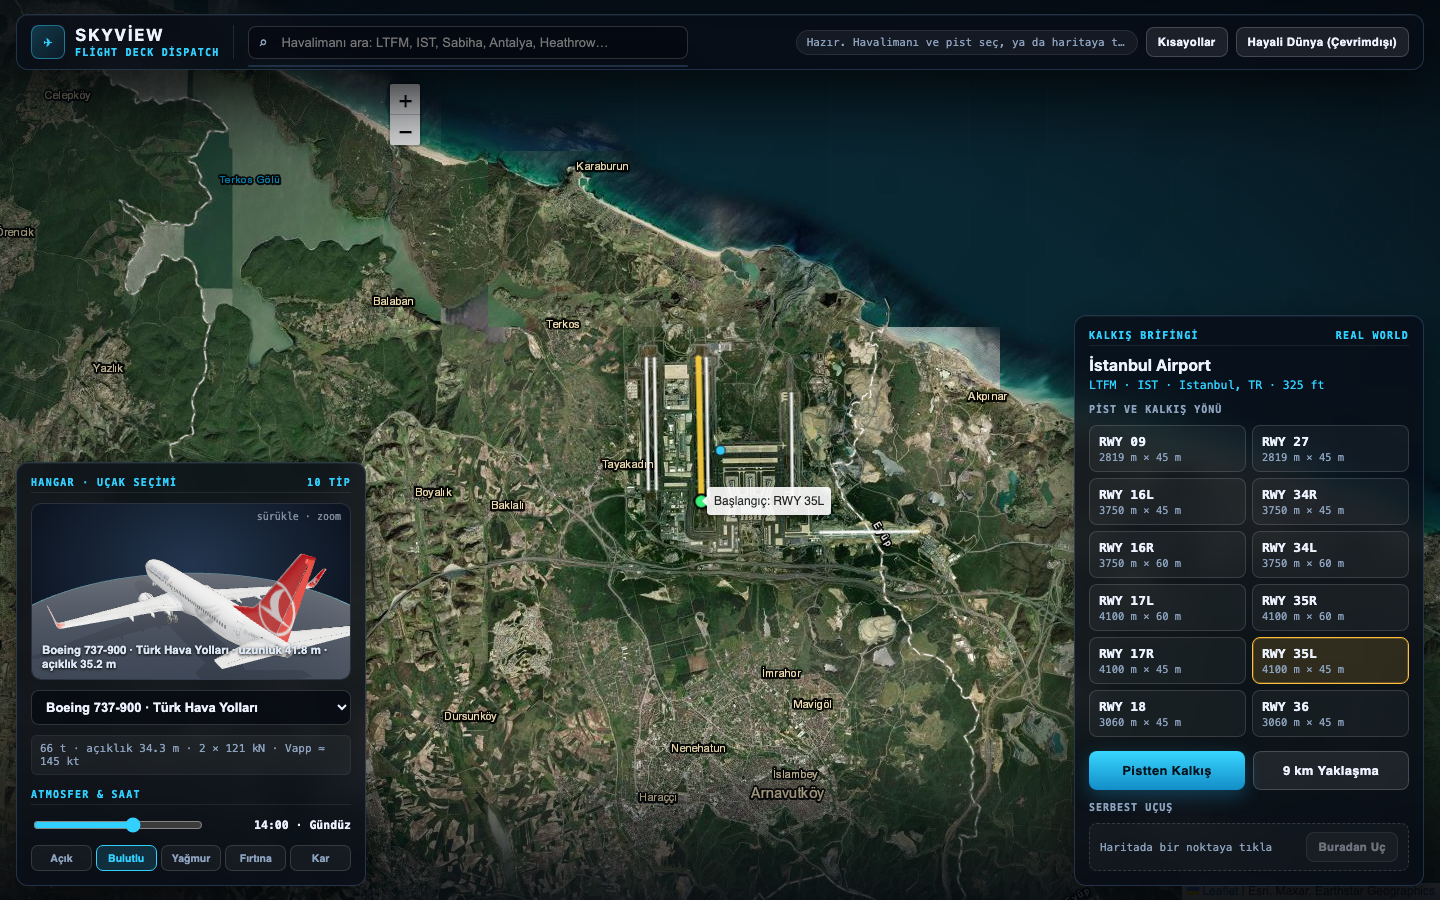 SKYVİEW
FLİGHT DECK DİSPATCH
Havalimanı ara: LTFM, IST, Sabiha, Antalya, Heathrow…
Hazır. Havalimanı ve pist seç, ya da haritaya t…
Kısayollar
Hayali Dünya (Çevrimdışı)
+
−
Celepköy
Terkos Gölü
Karaburun
Örencik
Balaban
Terkos
Yazlık
Akpınar
Tayakadın
Boyalık
Baklalı
Başlangıç: RWY 35L
Eyüp
İmrahor
Mavigöl
Dursunköy
Nenehatun
İslambey
Haraççı
Arnavutköy
HANGAR · UÇAK SEÇİMİ
10 TİP
sürükle · zoom
Boeing 737-900 · Türk Hava Yolları · uzunluk 41.8 m ·
açıklık 35.2 m
Boeing 737-900 · Türk Hava Yolları
66 t · açıklık 34.3 m · 2 × 121 kN · Vapp ≈
145 kt
ATMOSFER & SAAT
14:00 · Gündüz
Açık
Bulutlu
Yağmur
Fırtına
Kar
KALKIŞ BRİFİNGİ
REAL WORLD
İstanbul Airport
LTFM · IST · Istanbul, TR · 325 ft
PİST VE KALKIŞ YÖNÜ
RWY 09
2819 m × 45 m
RWY 27
2819 m × 45 m
RWY 16L
3750 m × 45 m
RWY 34R
3750 m × 45 m
RWY 16R
3750 m × 60 m
RWY 34L
3750 m × 60 m
RWY 17L
4100 m × 60 m
RWY 35R
4100 m × 60 m
RWY 17R
4100 m × 45 m
RWY 35L
4100 m × 45 m
RWY 18
3060 m × 45 m
RWY 36
3060 m × 45 m
Pistten Kalkış
9 km Yaklaşma
SERBEST UÇUŞ
Haritada bir noktaya tıkla
Buradan Uç
Leaflet | Esri, Maxar, Earthstar Geographics